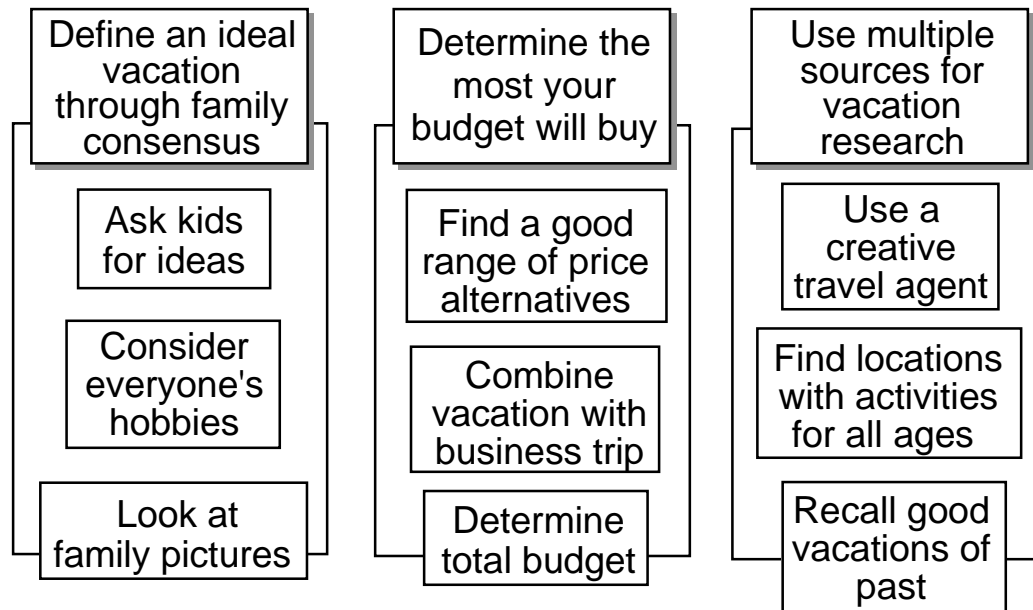 Define an ideal
vacation
through family
consensus
Ask kids
for ideas
Consider
everyone's
hobbies
Look at
family pictures
Determine the
most your
budget will buy
Find a good
range of price
alternatives
Combine
vacation with
business trip
Determine
total budget
Use multiple
sources for
vacation
research
Use a
creative
travel agent
Find locations
with activities
for all ages
Recall good
vacations of
past